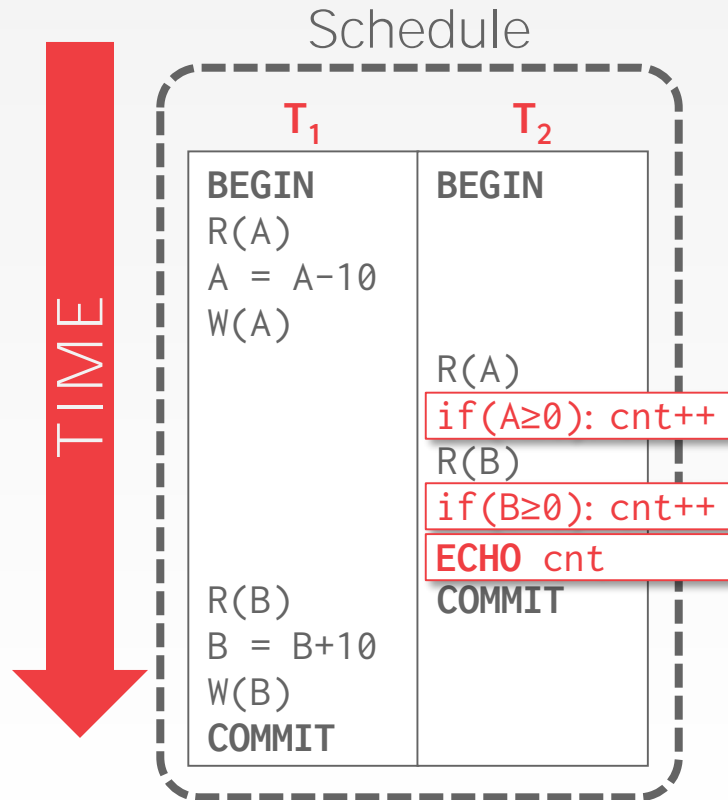 Schedule
TIME
T₁
T₂
BEGIN
R(A)
A = A-10
W(A)
R(B)
B = B+10
W(B)
COMMIT
BEGIN
R(A)
if(A≥0): cnt++
R(B)
if(B≥0): cnt++
ECHO cnt
COMMIT